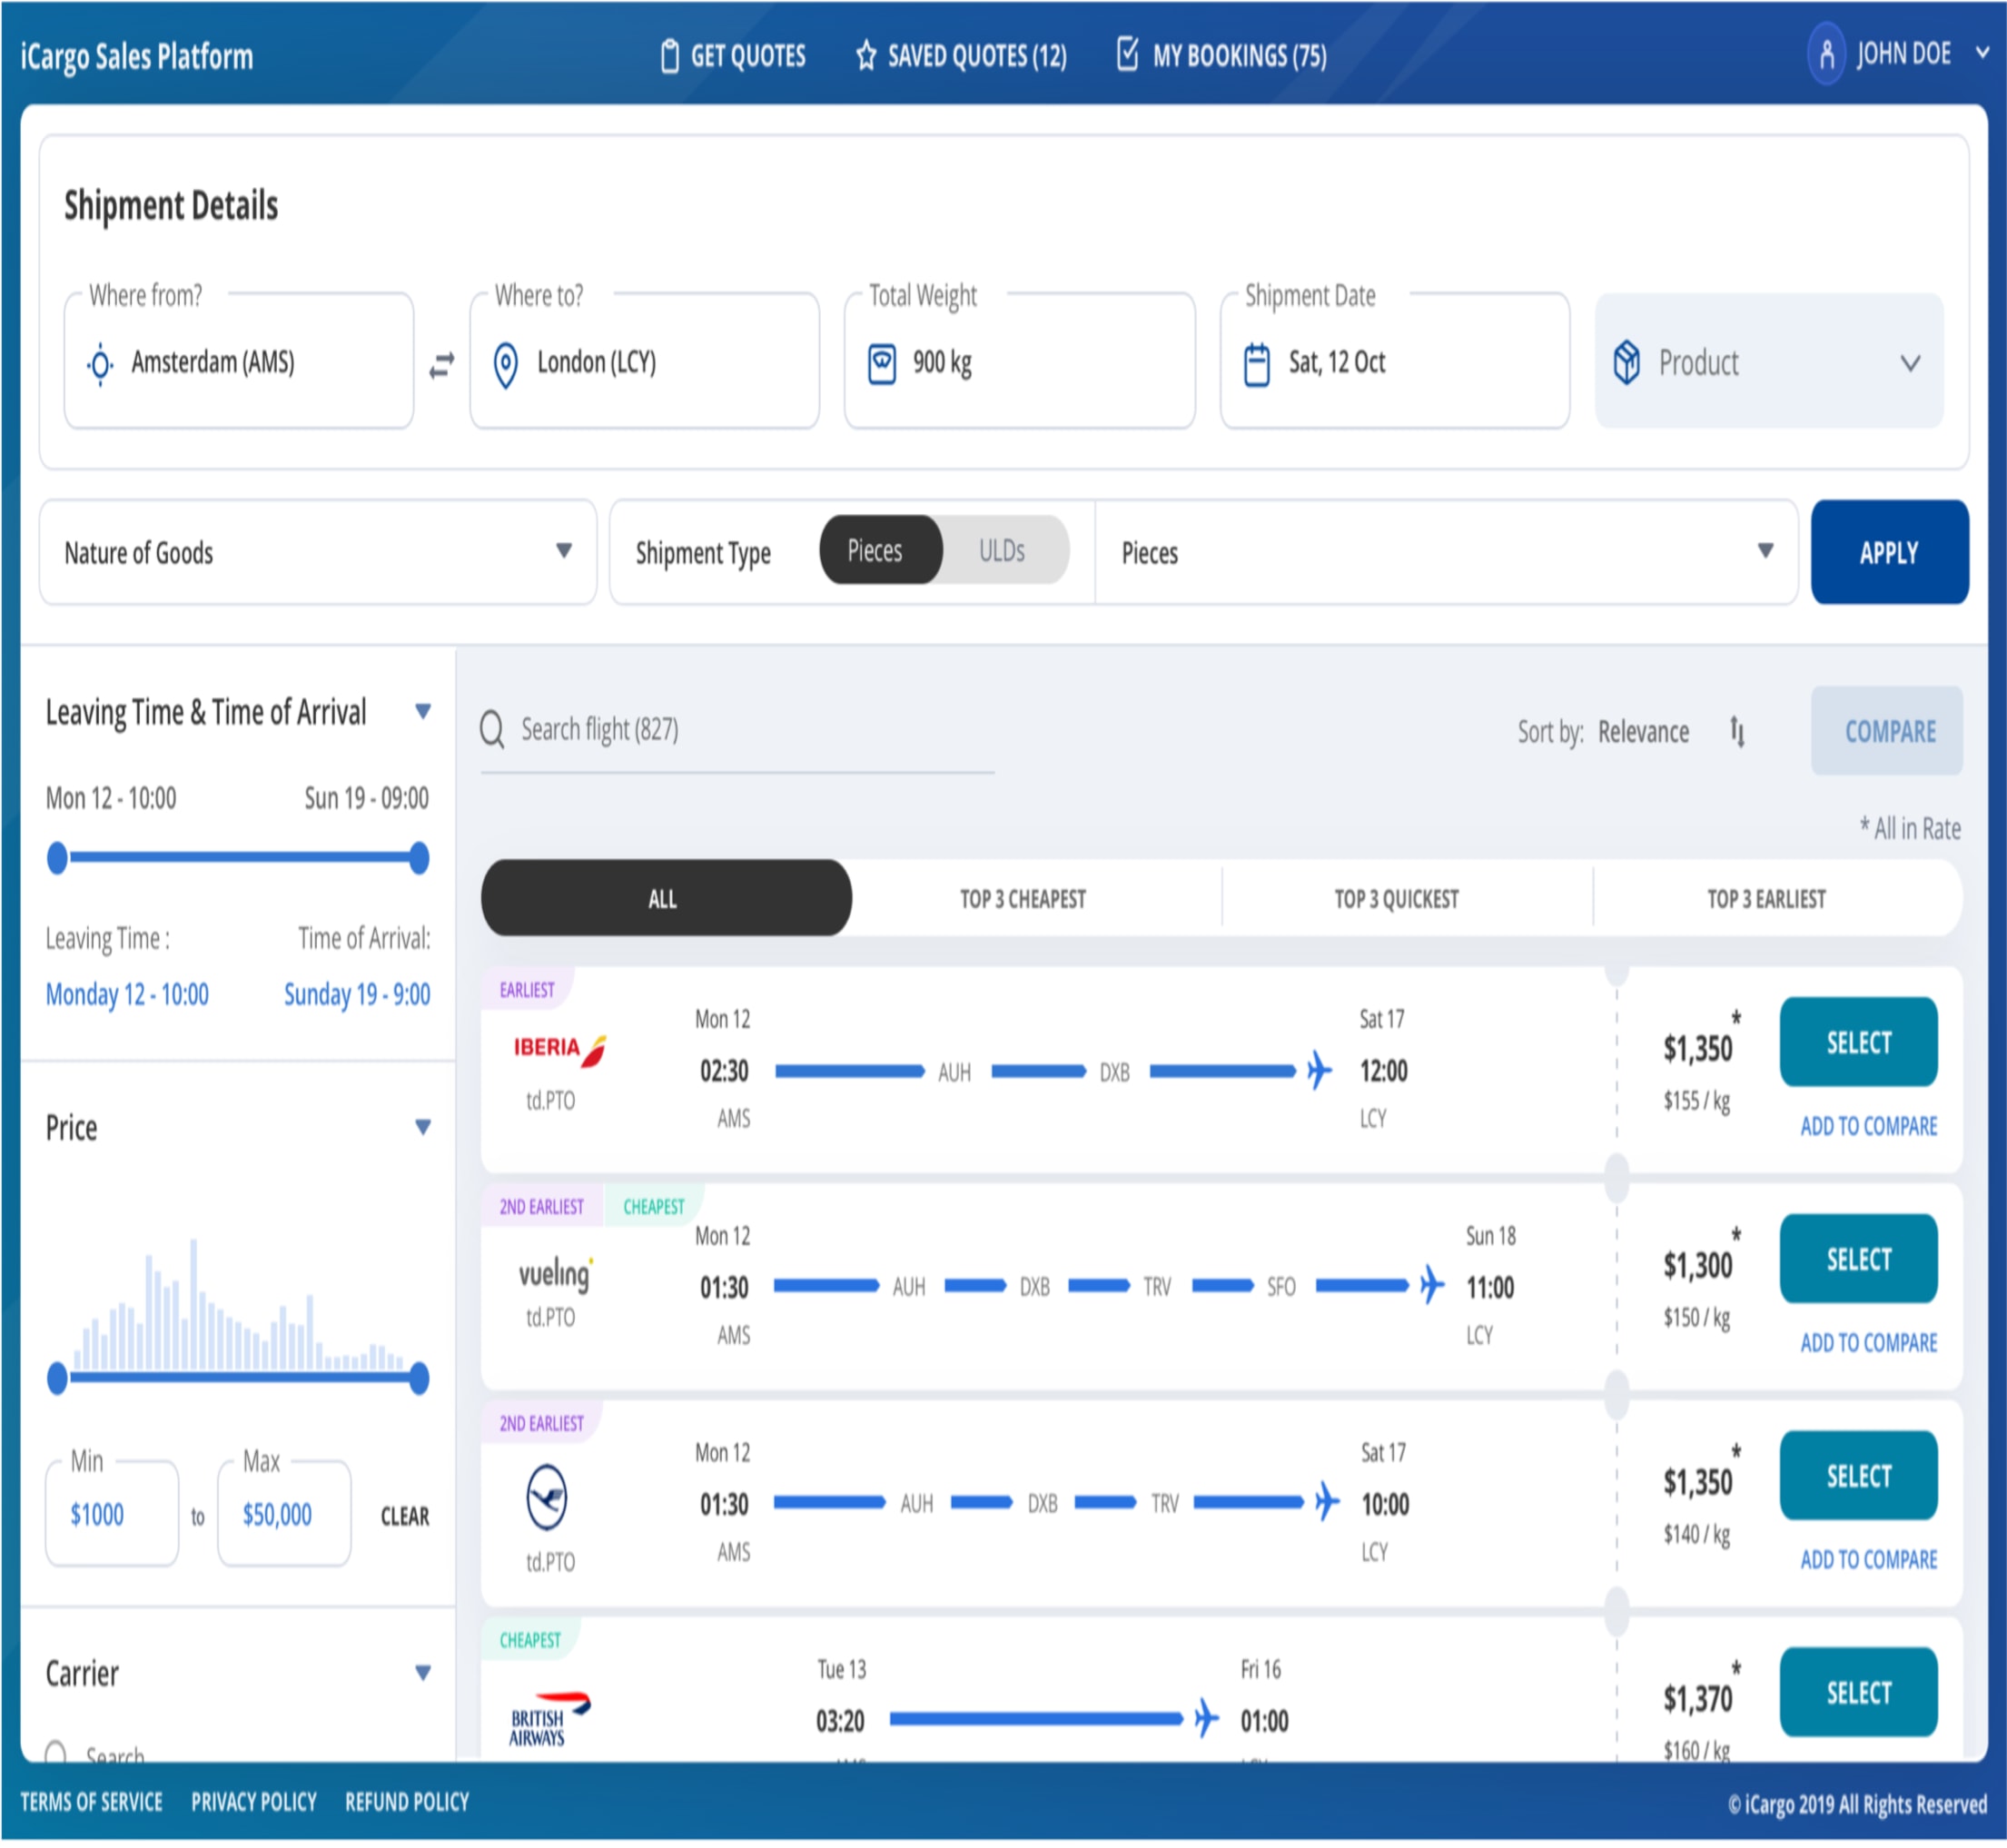 iCargo Sales Platform
GET QUOTES
SAVED QUOTES (12)
MY BOOKINGS (75)
JOHN DOE
Shipment Details
Where from?
Amsterdam (AMS)
Where to?
London (LCY)
Total Weight
900 kg
Shipment Date
Sat, 12 Oct
Product
Nature of Goods
Shipment Type
Pieces
ULDs
Pieces
APPLY
Leaving Time & Time of Arrival
Mon 12 - 10:00
Sun 19 - 09:00
Leaving Time :
Time of Arrival:
Monday 12 - 10:00
Sunday 19 - 9:00
Price
Min
$1000
to
Max
$50,000
CLEAR
Carrier
Search
Search flight (827)
Sort by: Relevance
COMPARE
* All in Rate
ALL
TOP 3 CHEAPEST
TOP 3 QUICKEST
TOP 3 EARLIEST
EARLIEST
IBERIA
td.PTO
Mon 12
02:30
AMS
AUH
DXB
Sat 17
12:00
LCY
$1,350*
$155 / kg
SELECT
ADD TO COMPARE
2ND EARLIEST
CHEAPEST
vueling
td.PTO
Mon 12
01:30
AMS
AUH
DXB
TRV
SFO
Sun 18
11:00
LCY
$1,300*
$150 / kg
SELECT
ADD TO COMPARE
2ND EARLIEST
td.PTO
Mon 12
01:30
AMS
AUH
DXB
TRV
Sat 17
10:00
LCY
$1,350*
$140 / kg
SELECT
ADD TO COMPARE
CHEAPEST
BRITISH
AIRWAYS
Tue 13
03:20
Fri 16
01:00
$1,370*
$160 / kg
SELECT
TERMS OF SERVICE
PRIVACY POLICY
REFUND POLICY
© iCargo 2019 All Rights Reserved